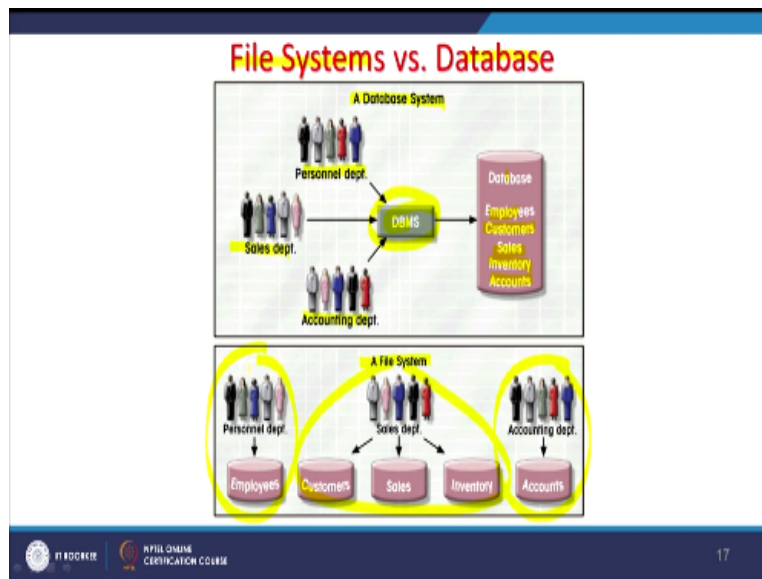 File Systems vs. Database
A Database System
Personnel dept.
Sales dept.
Accounting dept.
DBMS
Database
Employees
Customers
Sales
Inventory
Accounts
A File System
Personnel dept.
Sales dept.
Accounting dept.
Employees
Customers
Sales
Inventory
Accounts
IIT ROORKEE
NPTEL ONLINE
CERTIFICATION COURSE
17